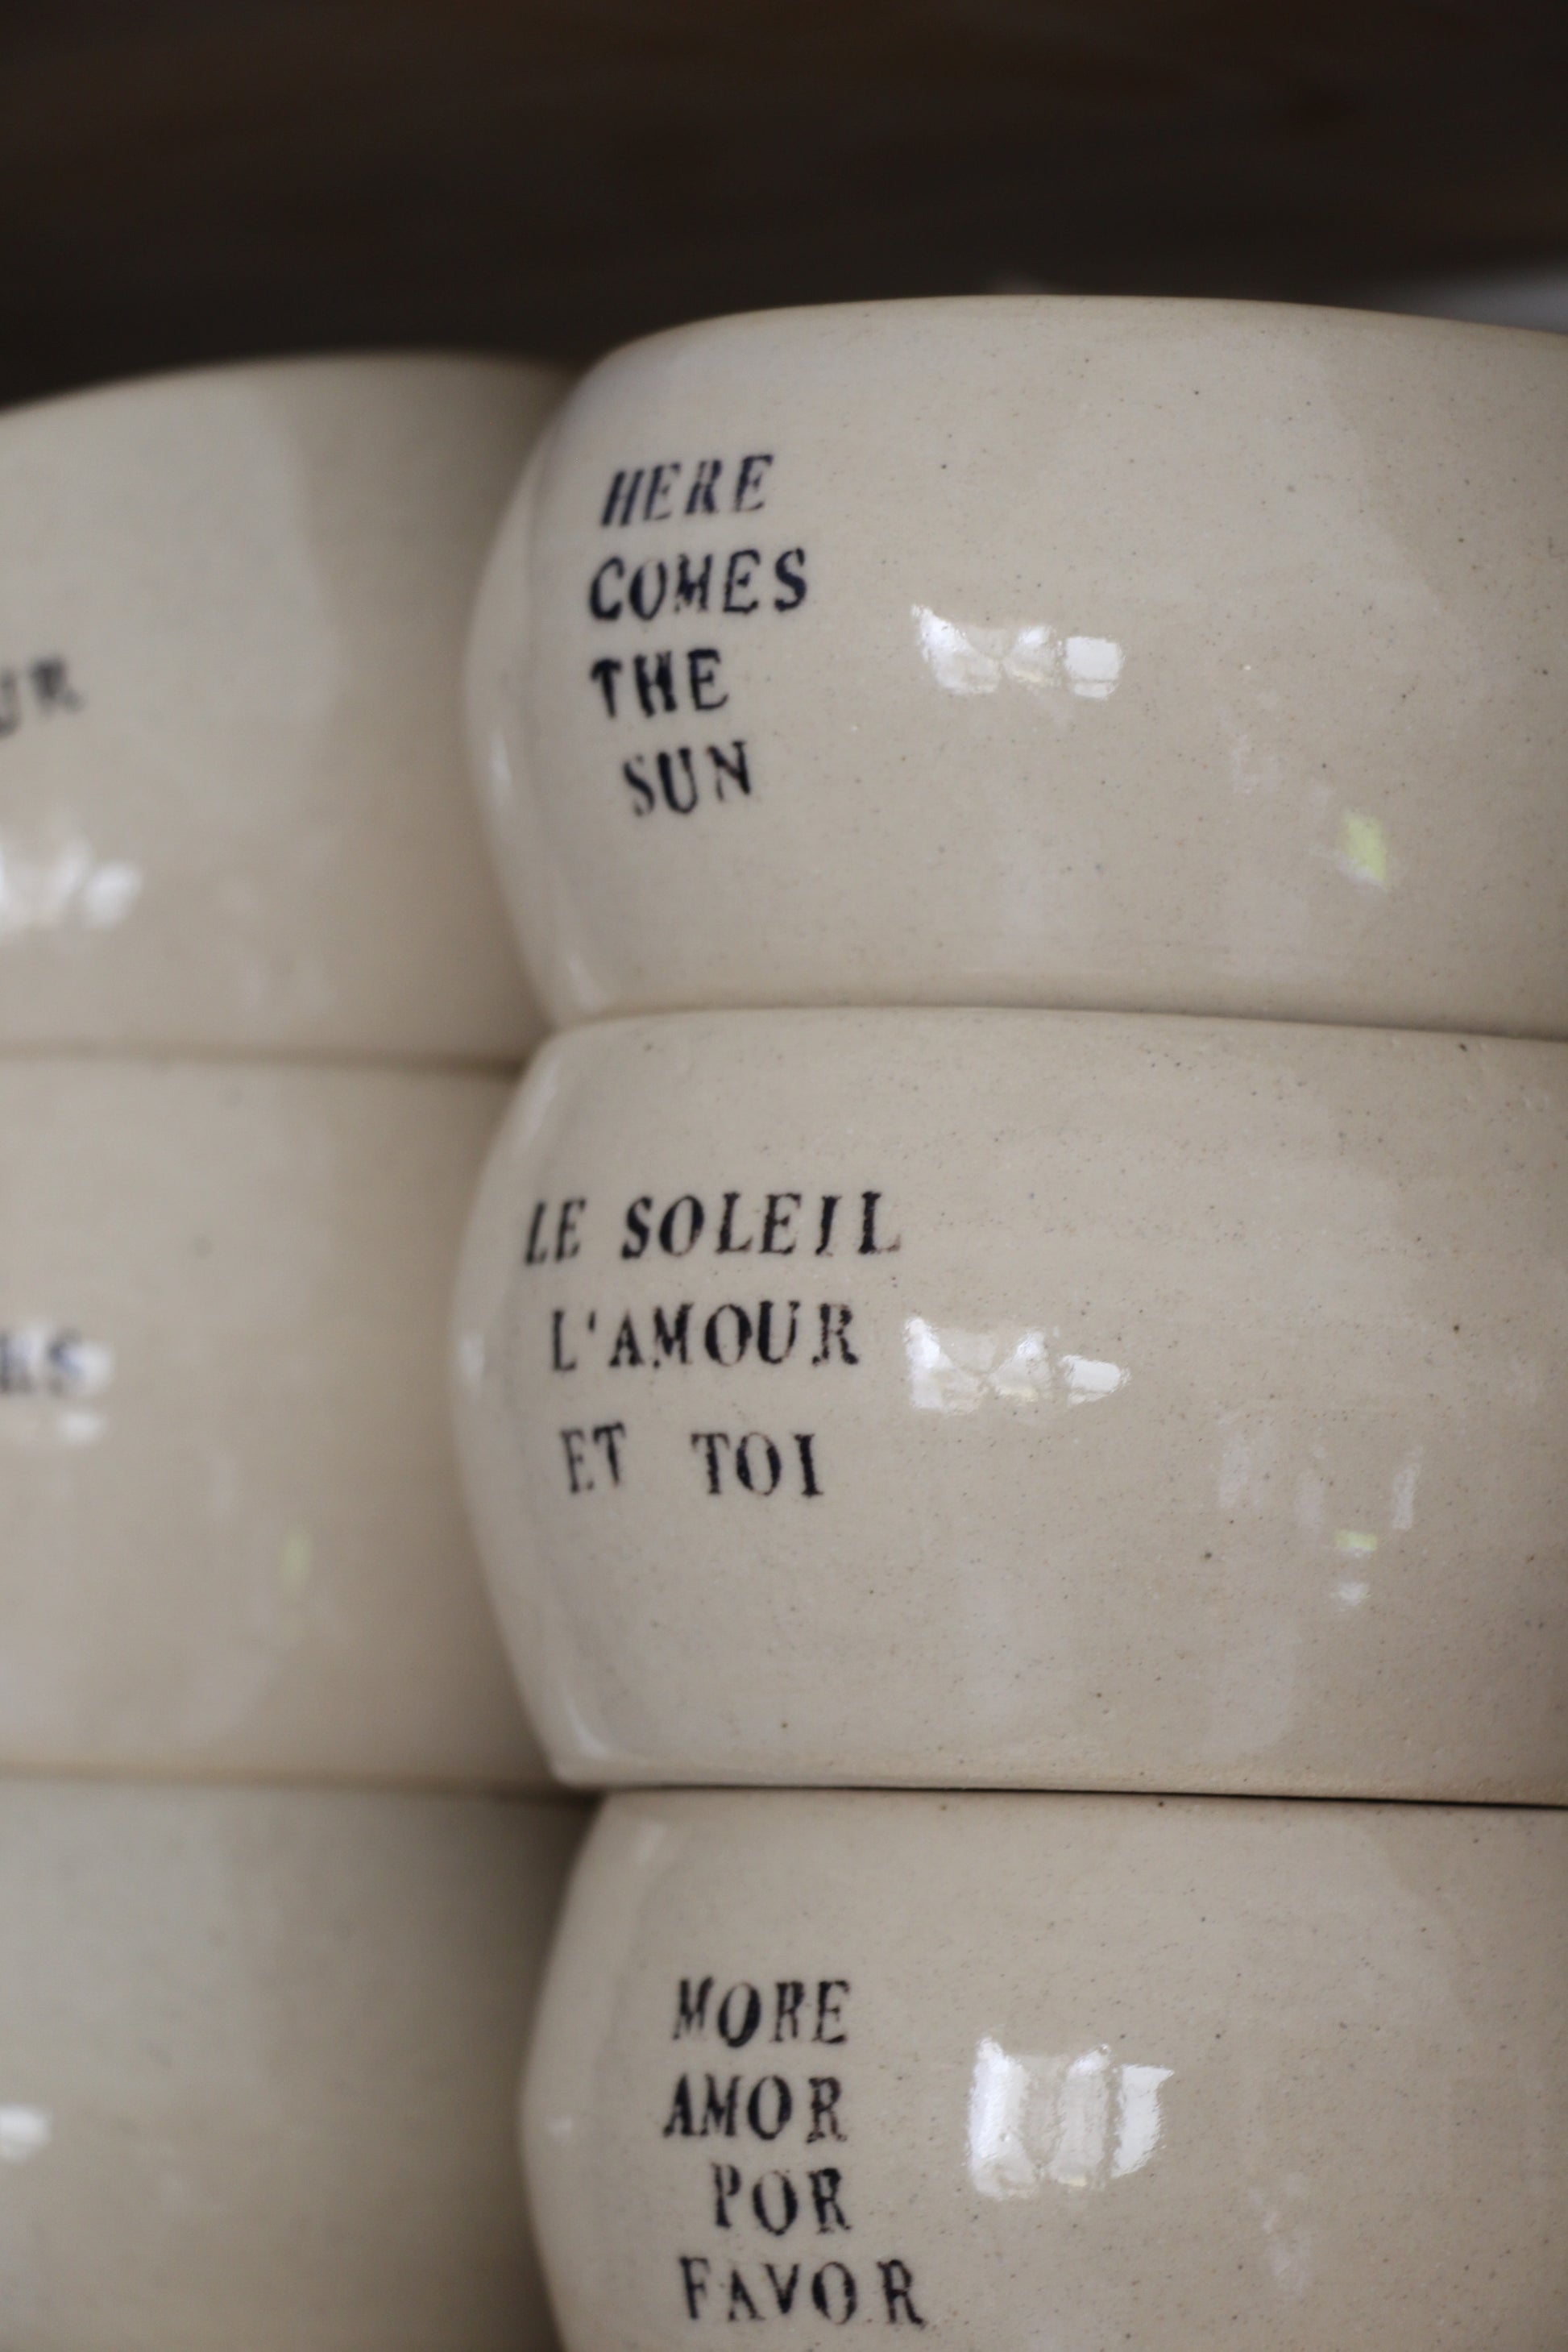 HERE
COMES
THE
SUN
LE SOLEIL
L'AMOUR
ET TOI
MORE
AMOR
POR
FAVOR